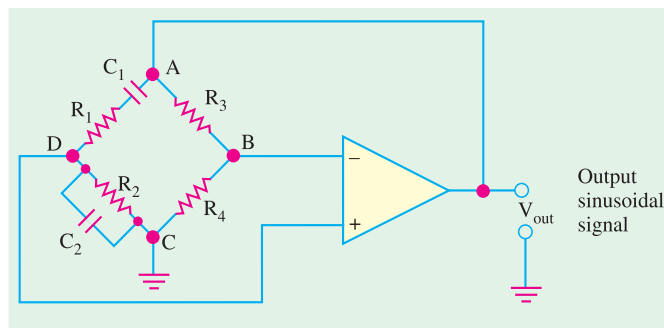 C1
A
R1
R3
D
B
R2
R4
C2
C
–
+
Vout
Output
sinusoidal
signal